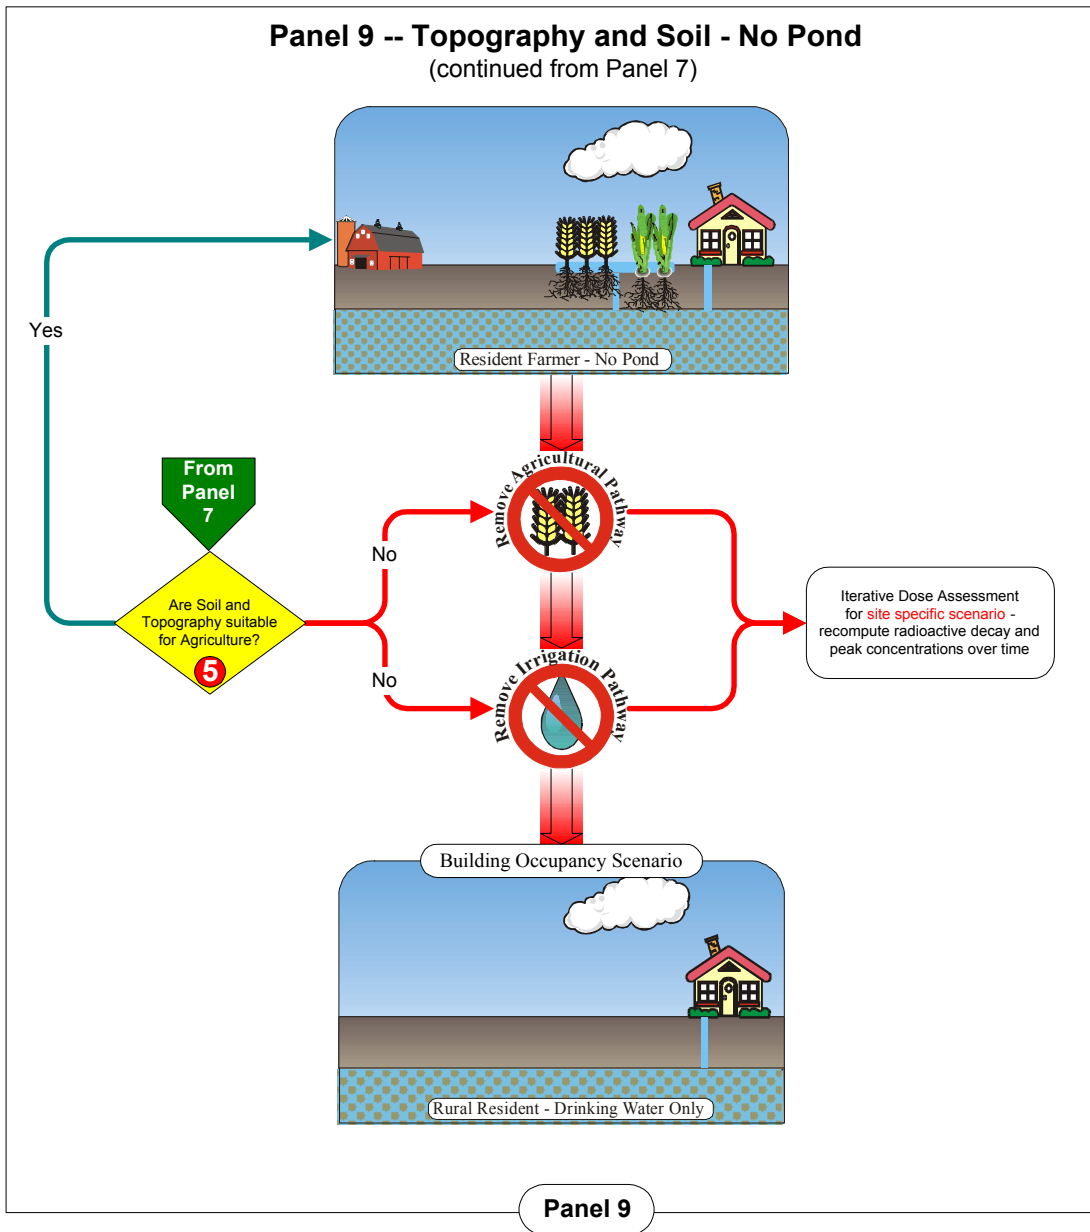 Panel 9 -- Topography and Soil - No Pond
(continued from Panel 7)
Resident Farmer - No Pond
Yes
From
Panel
7
Are Soil and
Topography suitable
for Agriculture?
5
No
No
Remove Agricultural Pathway
Remove Irrigation Pathway
Iterative Dose Assessment
for site specific scenario -
recompute radioactive decay and
peak concentrations over time
Building Occupancy Scenario
Rural Resident - Drinking Water Only
Panel 9